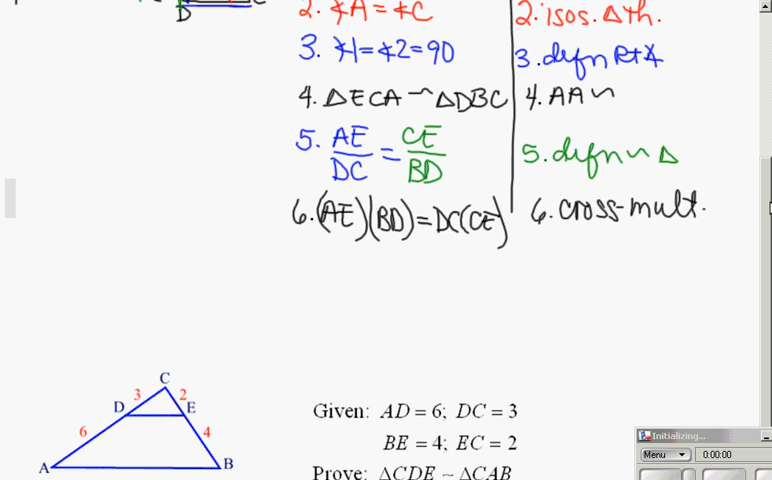 D
2. ∡A = ∡C
2. isos. △ th.
3. ∡1 = ∡2 = 90
3. defn Rt ∡
4. △ECA ~ △DBC
4. AA ~
5. AE/DC = CE/BD
5. defn ~ △
6. (AE)(BD) = DC(CE)
6. cross-mult.
C
3
2
D
E
6
4
A
B
Given: AD = 6; DC = 3
BE = 4; EC = 2
Prove: △CDE ~ △CAB
Initializing...
Menu
0:00:00